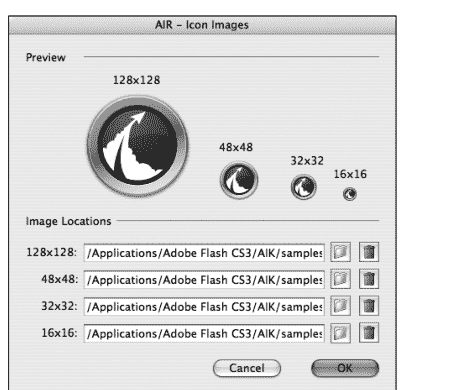 AIR – Icon Images
Preview
128x128
48x48
32x32
16x16
Image Locations
128x128: /Applications/Adobe Flash CS3/AIK/samples
48x48: /Applications/Adobe Flash CS3/AIK/samples
32x32: /Applications/Adobe Flash CS3/AIK/samples
16x16: /Applications/Adobe Flash CS3/AIK/samples
Cancel OK